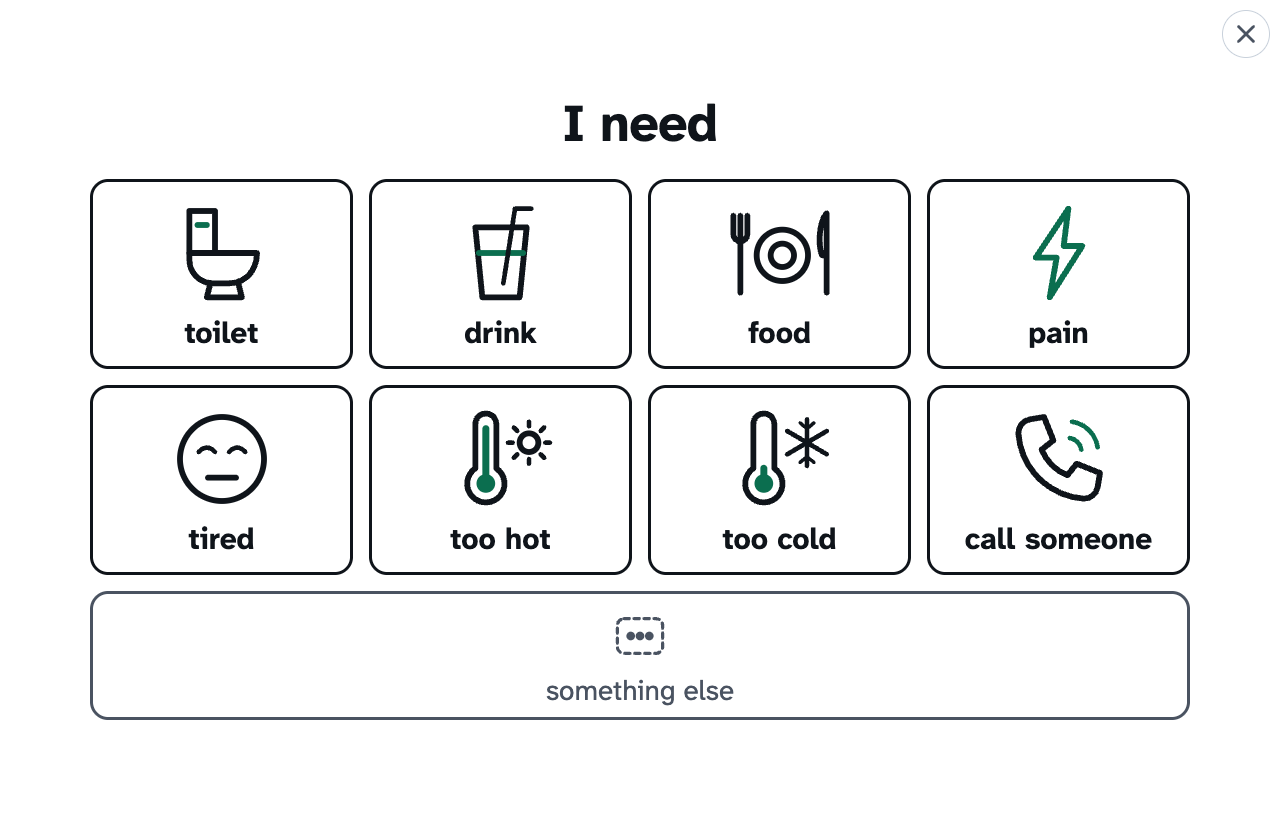 I need
toilet
drink
food
pain
tired
too hot
too cold
call someone
something else